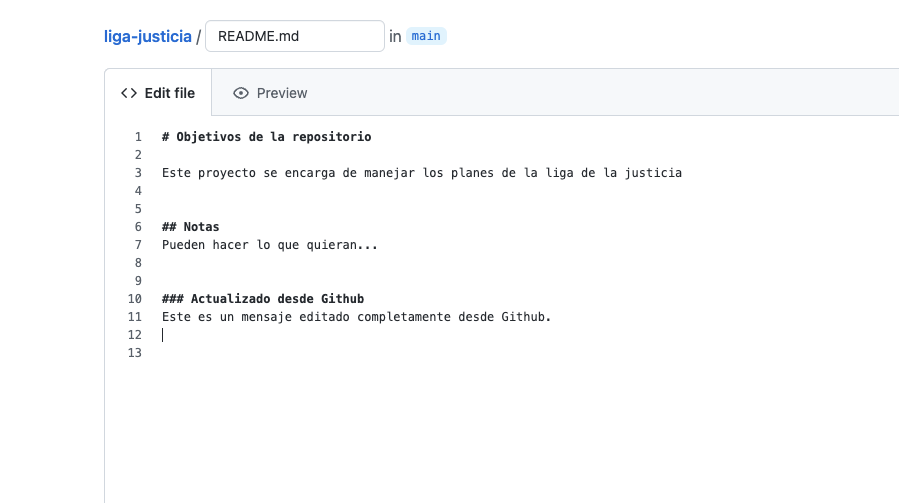 liga-justicia / README.md in main
<> Edit file Preview
1 # Objetivos de la repositorio
2
3 Este proyecto se encarga de manejar los planes de la liga de la justicia
4
5
6 ## Notas
7 Pueden hacer lo que quieran...
8
9
10 ### Actualizado desde Github
11 Este es un mensaje editado completamente desde Github.
12
13